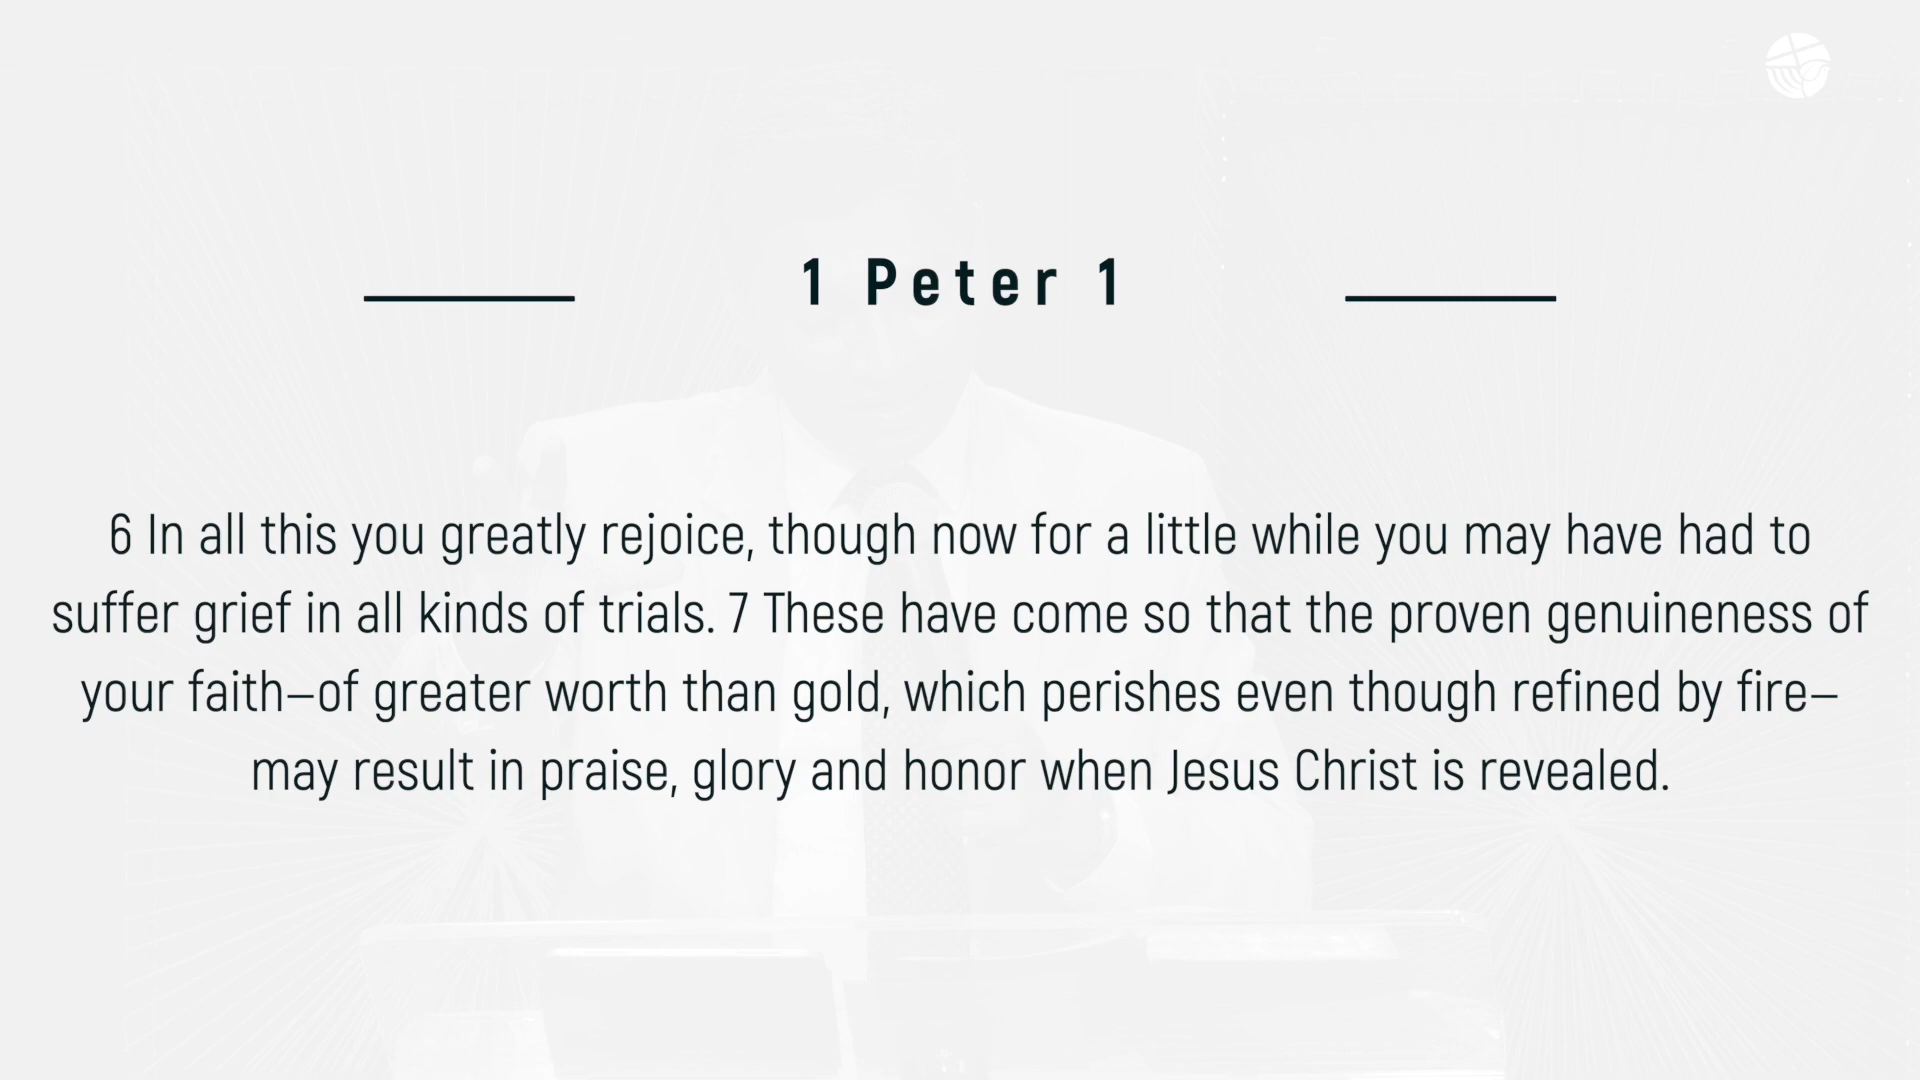 1 Peter 1
6 In all this you greatly rejoice, though now for a little while you may have had to
suffer grief in all kinds of trials. 7 These have come so that the proven genuineness of
your faith—of greater worth than gold, which perishes even though refined by fire—
may result in praise, glory and honor when Jesus Christ is revealed.